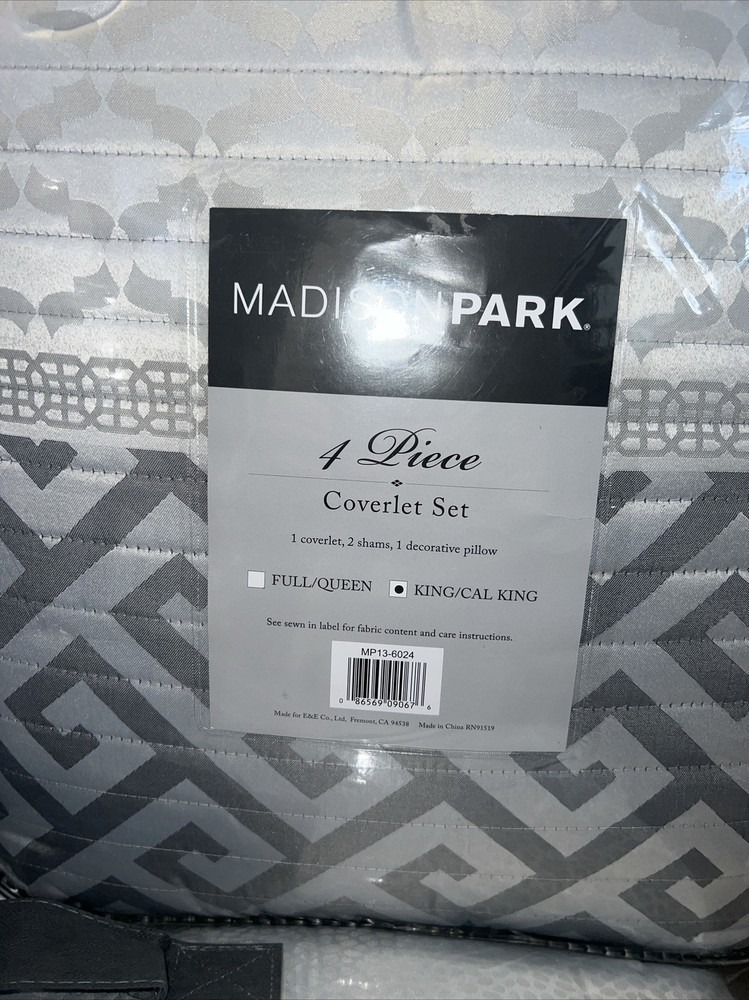 MADISONPARK®
4 Piece
Coverlet Set
1 coverlet, 2 shams, 1 decorative pillow
FULL/QUEEN KING/CAL KING
See sewn in label for fabric content and care instructions.
MP13-6024
0 86569 09067 6
Made for E&E Co., Ltd, Fremont, CA 94538 Made in China RN91519